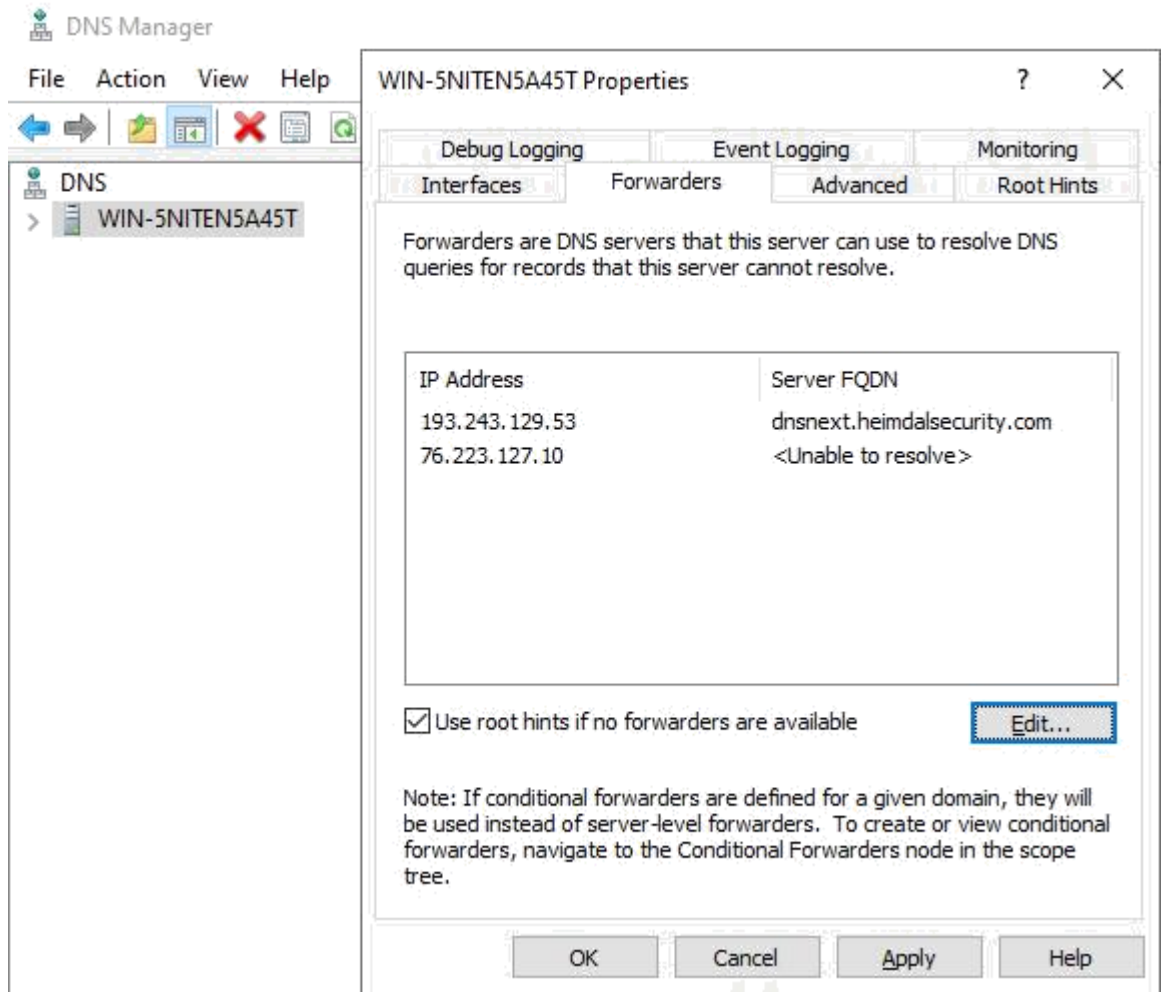 DNS Manager
File Action View Help
DNS
WIN-5NITEN5A45T
WIN-5NITEN5A45T Properties
Debug Logging Event Logging Monitoring
Interfaces Forwarders Advanced Root Hints
Forwarders are DNS servers that this server can use to resolve DNS
queries for records that this server cannot resolve.
IP Address Server FQDN
193.243.129.53 dnsnext.heimdalsecurity.com
76.223.127.10 <Unable to resolve>
Use root hints if no forwarders are available Edit...
Note: If conditional forwarders are defined for a given domain, they will
be used instead of server-level forwarders. To create or view conditional
forwarders, navigate to the Conditional Forwarders node in the scope
tree.
OK Cancel Apply Help